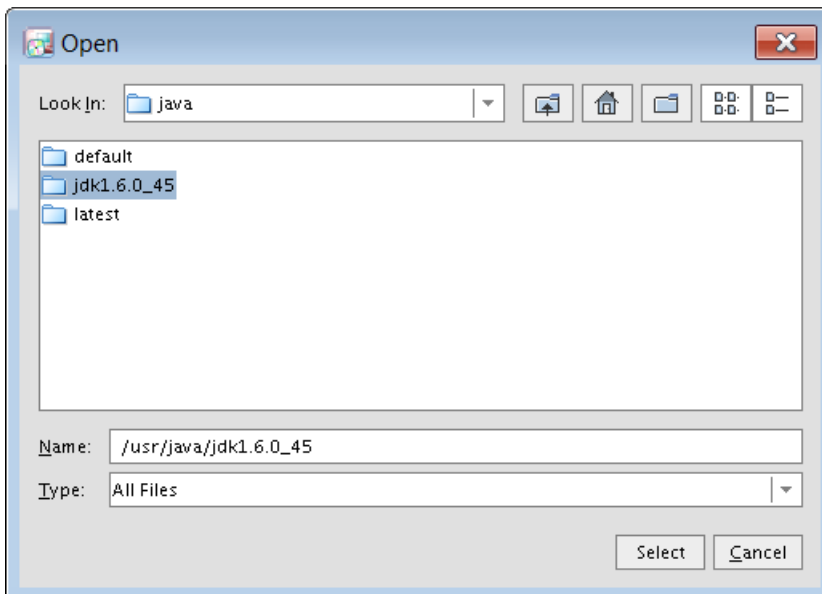 Open
Look In: java
default
jdk1.6.0_45
latest
Name: /usr/java/jdk1.6.0_45
Type: All Files
Select Cancel